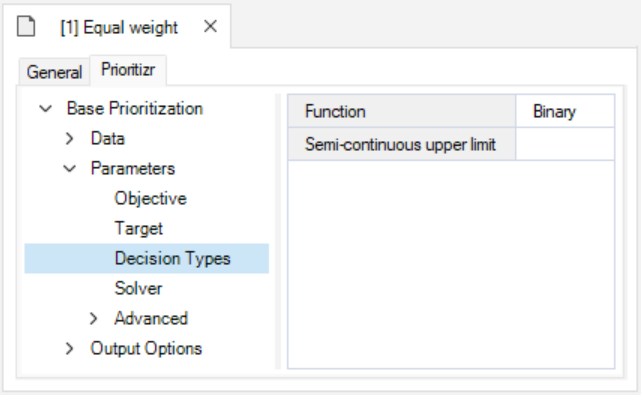 [1] Equal weight
General Prioritizr
Base Prioritization
Data
Parameters
Objective
Target
Decision Types
Solver
Advanced
Output Options
Function Binary
Semi-continuous upper limit